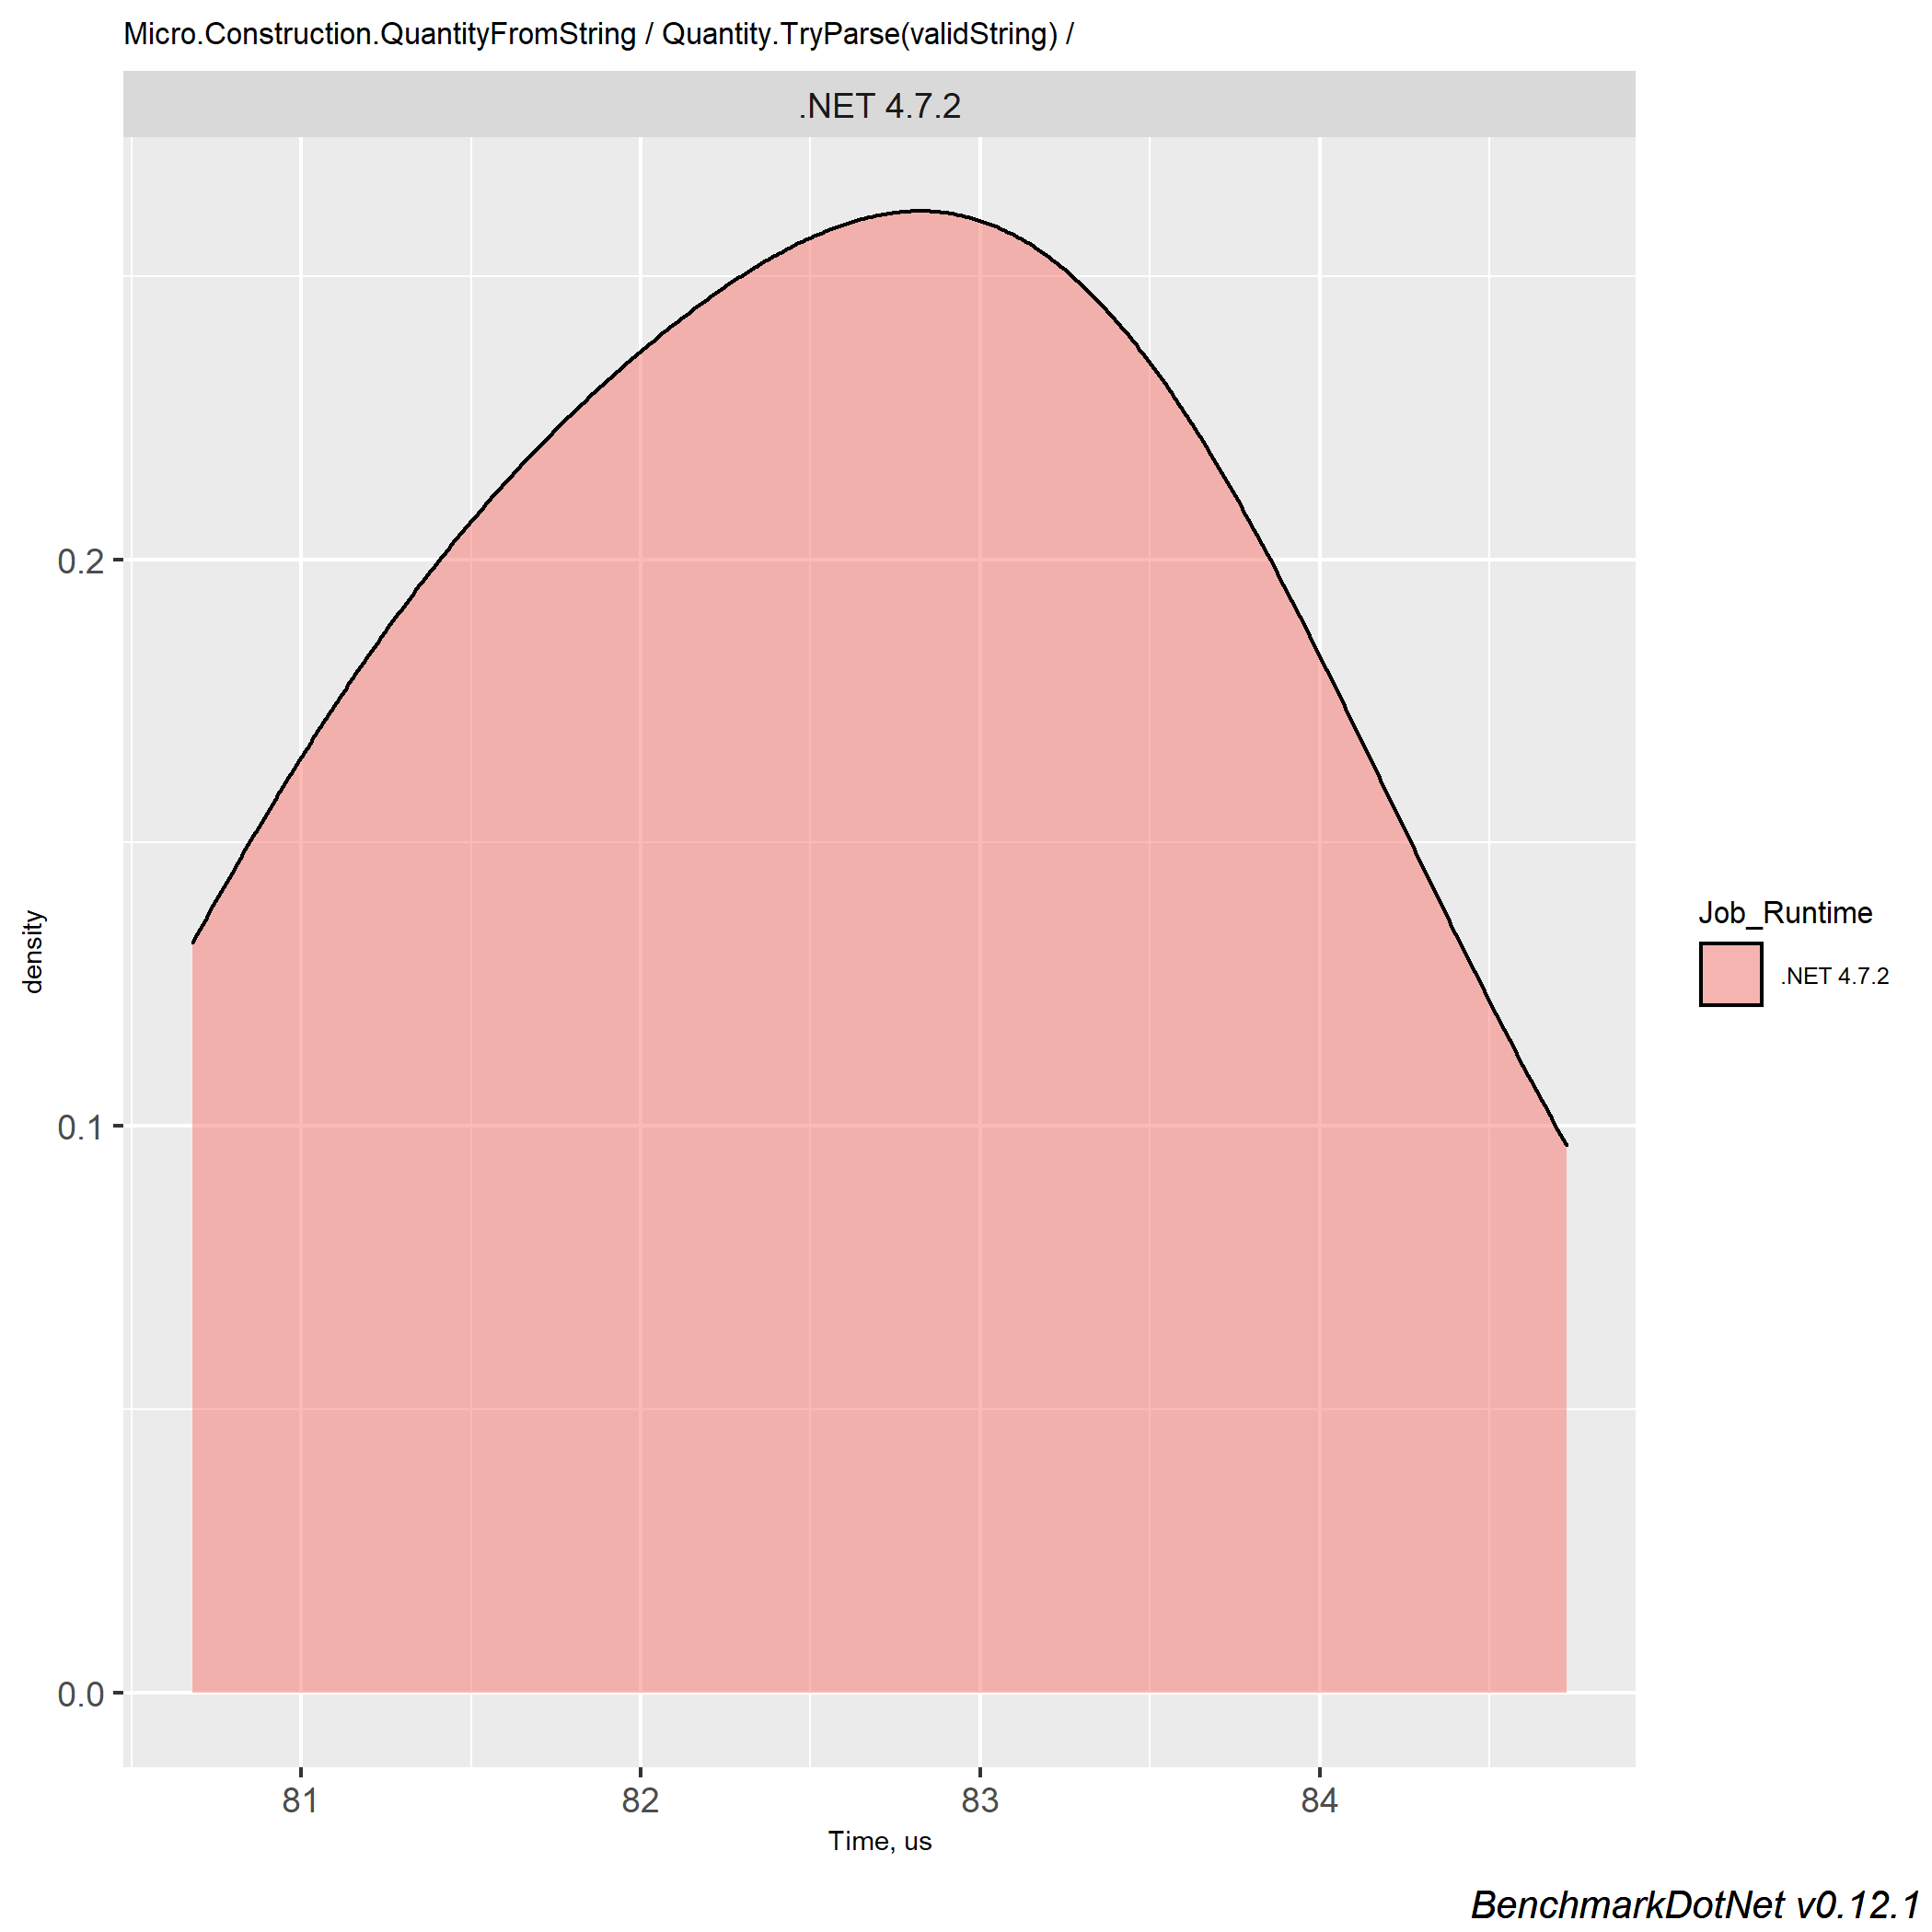 Micro.Construction.QuantityFromString / Quantity.TryParse(validString) /
.NET 4.7.2
density
0.2
0.1
0.0
81 82 83 84
Time, us
Job_Runtime
.NET 4.7.2
BenchmarkDotNet v0.12.1